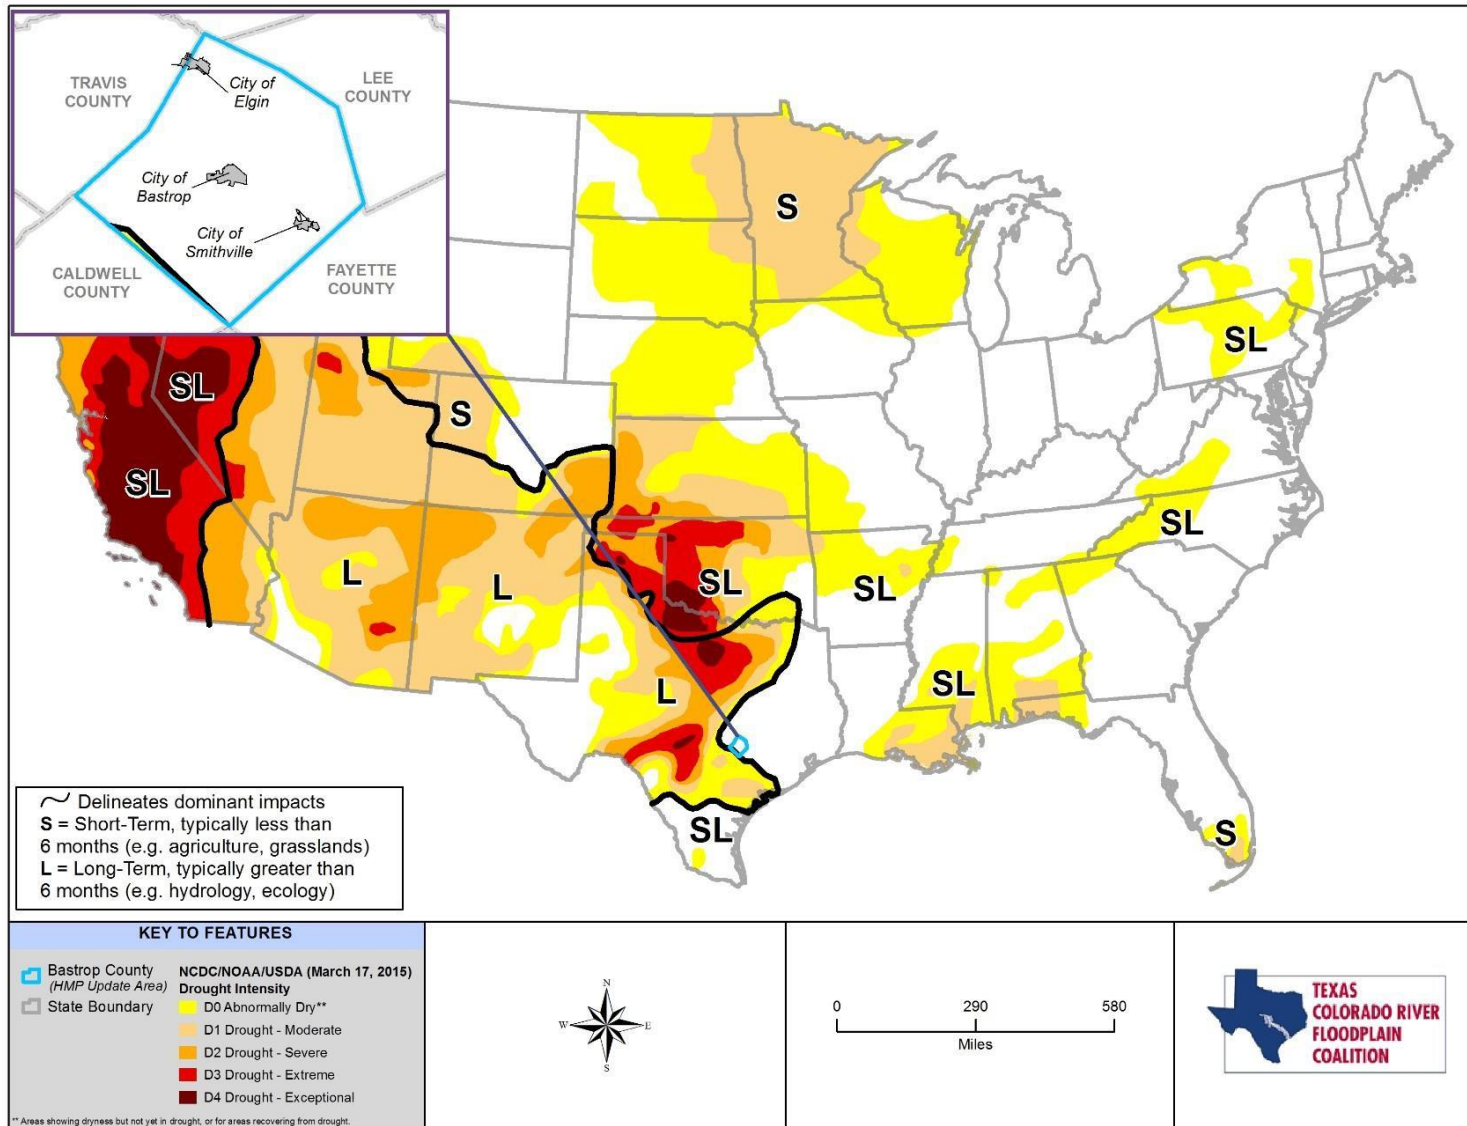 TRAVIS
COUNTY
LEE
COUNTY
City of
Elgin
City of
Bastrop
City of
Smithville
CALDWELL
COUNTY
FAYETTE
COUNTY
S
SL
SL
S
SL
L
L
SL
SL
SL
L
SL
SL
S
Delineates dominant impacts
S = Short-Term, typically less than
6 months (e.g. agriculture, grasslands)
L = Long-Term, typically greater than
6 months (e.g. hydrology, ecology)
KEY TO FEATURES
Bastrop County
(HMP Update Area)
State Boundary
NCDC/NOAA/USDA (March 17, 2015)
Drought Intensity
D0 Abnormally Dry**
D1 Drought - Moderate
D2 Drought - Severe
D3 Drought - Extreme
D4 Drought - Exceptional
** Areas showing dryness but not yet in drought, or for areas recovering from drought.
N
W
E
S
0 290 580
Miles
TEXAS
COLORADO RIVER
FLOODPLAIN
COALITION